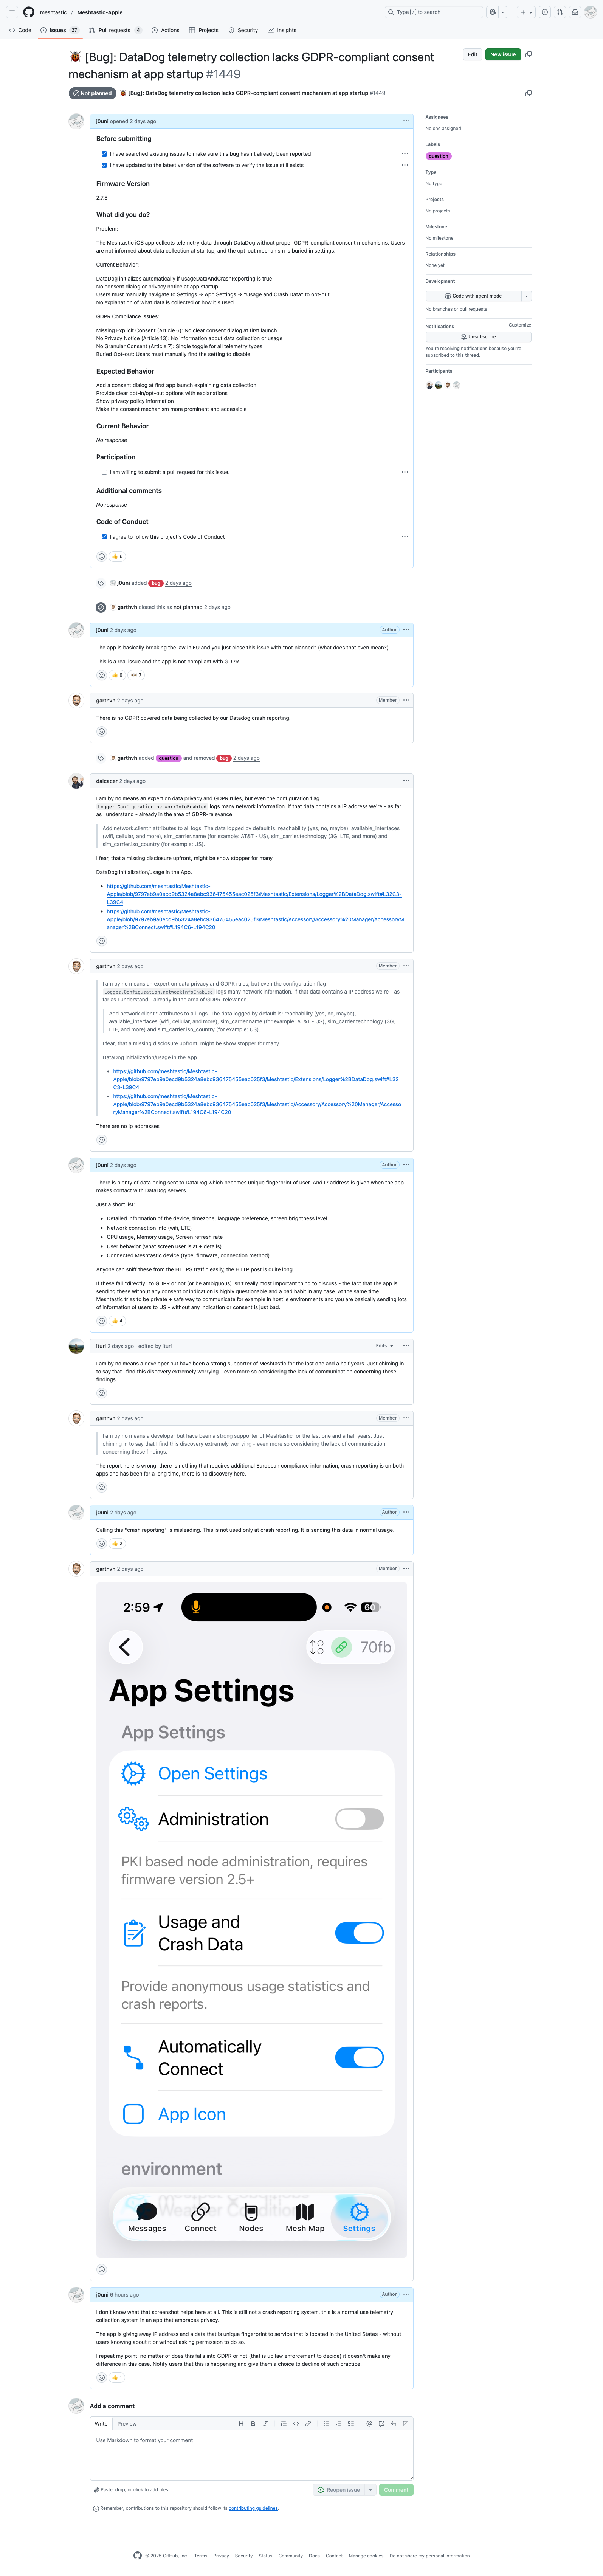 meshtastic / Meshtastic-Apple
Type / to search
Code
Issues 27
Pull requests 4
Actions
Projects
Security
Insights
[Bug]: DataDog telemetry collection lacks GDPR-compliant consent
mechanism at app startup #1449
Edit
New issue
Not planned
[Bug]: DataDog telemetry collection lacks GDPR-compliant consent mechanism at app startup #1449
j0uni opened 2 days ago
Before submitting
I have searched existing issues to make sure this bug hasn't already been reported
I have updated to the latest version of the software to verify the issue still exists
Firmware Version
2.7.3
What did you do?
Problem:
The Meshtastic iOS app collects telemetry data through DataDog without proper GDPR-compliant consent mechanisms. Users
are not informed about data collection at startup, and the opt-out mechanism is buried in settings.
Current Behavior:
DataDog initializes automatically if usageDataAndCrashReporting is true
No consent dialog or privacy notice at app startup
Users must manually navigate to Settings → App Settings → "Usage and Crash Data" to opt-out
No explanation of what data is collected or how it's used
GDPR Compliance Issues:
Missing Explicit Consent (Article 6): No clear consent dialog at first launch
No Privacy Notice (Article 13): No information about data collection or usage
No Granular Consent (Article 7): Single toggle for all telemetry types
Buried Opt-out: Users must manually find the setting to disable
Expected Behavior
Add a consent dialog at first app launch explaining data collection
Provide clear opt-in/opt-out options with explanations
Show privacy policy information
Make the consent mechanism more prominent and accessible
Current Behavior
No response
Participation
I am willing to submit a pull request for this issue.
Additional comments
No response
Code of Conduct
I agree to follow this project's Code of Conduct
👍 6
j0uni added bug 2 days ago
garthvh closed this as not planned 2 days ago
j0uni 2 days ago
Author
The app is basically breaking the law in EU and you just close this issue with "not planned" (what does that even mean?).
This is a real issue and the app is not compliant with GDPR.
👍 9
👀 7
garthvh 2 days ago
Member
There is no GDPR covered data being collected by our Datadog crash reporting.
garthvh added question and removed bug 2 days ago
dalcacer 2 days ago
I am by no means an expert on data privacy and GDPR rules, but even the configuration flag
Logger.Configuration.networkInfoEnabled logs many network information. If that data contains a IP address we're - as far
as I understand - already in the area of GDPR-relevance.
Add network.client.* attributes to all logs. The data logged by default is: reachability (yes, no, maybe), available_interfaces
(wifi, cellular, and more), sim_carrier.name (for example: AT&T - US), sim_carrier.technology (3G, LTE, and more) and
sim_carrier.iso_country (for example: US).
I fear, that a missing disclosure upfront, might be show stopper for many.
DataDog initialization/usage in the App.
https://github.com/meshtastic/Meshtastic-
Apple/blob/9797eb9a0ecd9b5324a8ebc936475455eac025f3/Meshtastic/Extensions/Logger%2BDataDog.swift#L32C3-
L39C4
https://github.com/meshtastic/Meshtastic-
Apple/blob/9797eb9a0ecd9b5324a8ebc936475455eac025f3/Meshtastic/Accessory/Accessory%20Manager/AccessoryM
anager%2BConnect.swift#L194C6-L194C20
garthvh 2 days ago
Member
I am by no means an expert on data privacy and GDPR rules, but even the configuration flag
Logger.Configuration.networkInfoEnabled logs many network information. If that data contains a IP address we're - as
far as I understand - already in the area of GDPR-relevance.
Add network.client.* attributes to all logs. The data logged by default is: reachability (yes, no, maybe),
available_interfaces (wifi, cellular, and more), sim_carrier.name (for example: AT&T - US), sim_carrier.technology (3G,
LTE, and more) and sim_carrier.iso_country (for example: US).
I fear, that a missing disclosure upfront, might be show stopper for many.
DataDog initialization/usage in the App.
https://github.com/meshtastic/Meshtastic-
Apple/blob/9797eb9a0ecd9b5324a8ebc936475455eac025f3/Meshtastic/Extensions/Logger%2BDataDog.swift#L32
C3-L39C4
https://github.com/meshtastic/Meshtastic-
Apple/blob/9797eb9a0ecd9b5324a8ebc936475455eac025f3/Meshtastic/Accessory/Accessory%20Manager/Accesso
ryManager%2BConnect.swift#L194C6-L194C20
There are no ip addresses
j0uni 2 days ago
Author
There is plenty of data being sent to DataDog which becomes unique fingerprint of user. And IP address is given when the app
makes contact with DataDog servers.
Just a short list:
Detailed information of the device, timezone, language preference, screen brightness level
Network connection info (wifi, LTE)
CPU usage, Memory usage, Screen refresh rate
User behavior (what screen user is at + details)
Connected Meshtastic device (type, firmware, connection method)
Anyone can sniff these from the HTTPS traffic easily, the HTTP post is quite long.
If these fall "directly" to GDPR or not (or be ambiguous) isn't really most important thing to discuss - the fact that the app is
sending these without any consent or indication is highly questionable and a bad habit in any case. At the same time
Meshtastic tries to be private + safe way to communicate for example in hostile environments and you are basically sending lots
of information of users to US - without any indication or consent is just bad.
👍 4
ituri 2 days ago · edited by ituri
Edits
I am by no means a developer but have been a strong supporter of Meshtastic for the last one and a half years. Just chiming in
to say that I find this discovery extremely worrying - even more so considering the lack of communication concerning these
findings.
garthvh 2 days ago
Member
I am by no means a developer but have been a strong supporter of Meshtastic for the last one and a half years. Just
chiming in to say that I find this discovery extremely worrying - even more so considering the lack of communication
concerning these findings.
The report here is wrong, there is nothing that requires additional European compliance information, crash reporting is on both
apps and has been for a long time, there is no discovery here.
j0uni 2 days ago
Author
Calling this "crash reporting" is misleading. This is not used only at crash reporting. It is sending this data in normal usage.
👍 2
garthvh 2 days ago
Member
2:59
60
70fb
App Settings
App Settings
Open Settings
Administration
PKI based node administration, requires
firmware version 2.5+
Usage and
Crash Data
Provide anonymous usage statistics and
crash reports.
Automatically
Connect
App Icon
environment
Weather Conditions
Messages
Connect
Nodes
Mesh Map
Settings
j0uni 6 hours ago
Author
I don't know what that screenshot helps here at all. This is still not a crash reporting system, this is a normal use telemetry
collection system in an app that embraces privacy.
The app is giving away IP address and a data that is unique fingerprint to service that is located in the United States - without
users knowing about it or without asking permission to do so.
I repeat my point: no matter of does this falls into GDPR or not (that is up law enforcement to decide) it doesn't make any
difference in this case. Notify users that this is happening and give them a choice to decline of such practice.
👍 1
Add a comment
Write
Preview
Use Markdown to format your comment
Paste, drop, or click to add files
Reopen Issue
Comment
Remember, contributions to this repository should follow its contributing guidelines.
Assignees
No one assigned
Labels
question
Type
No type
Projects
No projects
Milestone
No milestone
Relationships
None yet
Development
Code with agent mode
No branches or pull requests
Notifications
Customize
Unsubscribe
You're receiving notifications because you're
subscribed to this thread.
Participants
© 2025 GitHub, Inc.
Terms
Privacy
Security
Status
Community
Docs
Contact
Manage cookies
Do not share my personal information